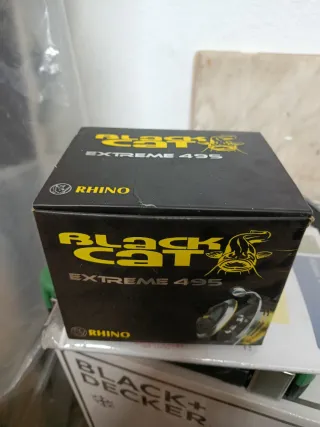 BLACK
CAT
EXTREME 495
RHINO
BLACK
CAT
EXTREME 495
RHINO
BLACK+
DECKER